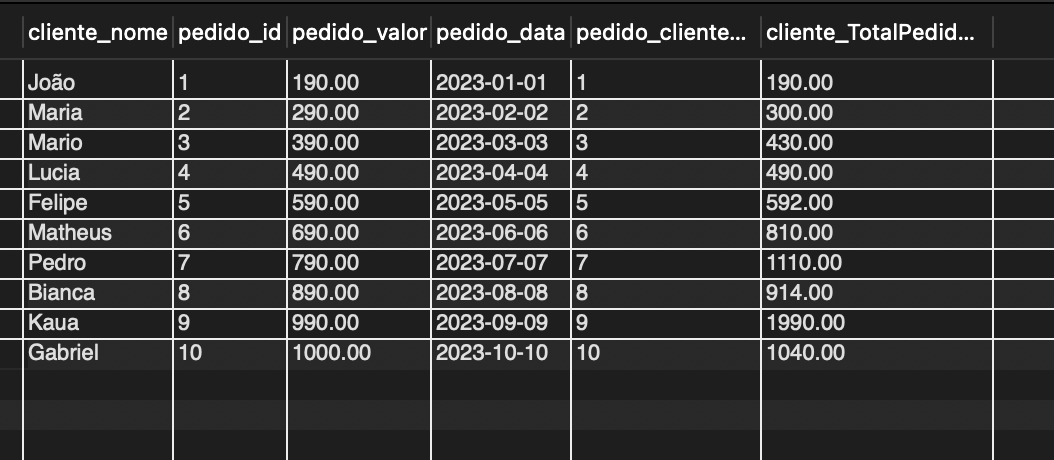 cliente_nome pedido_id pedido_valor pedido_data pedido_cliente... cliente_TotalPedid...
João 1 190.00 2023-01-01 1 190.00
Maria 2 290.00 2023-02-02 2 300.00
Mario 3 390.00 2023-03-03 3 430.00
Lucia 4 490.00 2023-04-04 4 490.00
Felipe 5 590.00 2023-05-05 5 592.00
Matheus 6 690.00 2023-06-06 6 810.00
Pedro 7 790.00 2023-07-07 7 1110.00
Bianca 8 890.00 2023-08-08 8 914.00
Kaua 9 990.00 2023-09-09 9 1990.00
Gabriel 10 1000.00 2023-10-10 10 1040.00